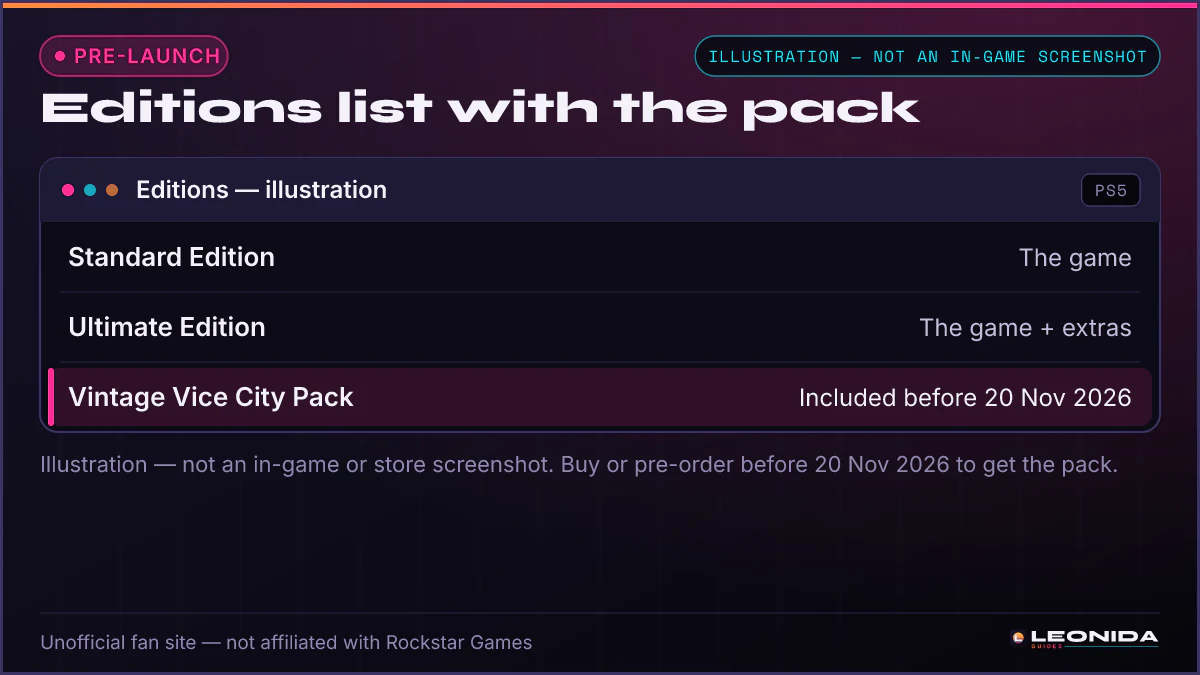 PRE-LAUNCH
ILLUSTRATION — NOT AN IN-GAME SCREENSHOT
Editions list with the pack
Editions — illustration
PS5
Standard Edition
The game
Ultimate Edition
The game + extras
Vintage Vice City Pack
Included before 20 Nov 2026
Illustration — not an in-game or store screenshot. Buy or pre-order before 20 Nov 2026 to get the pack.
Unofficial fan site — not affiliated with Rockstar Games
LEONIDA
GUIDES